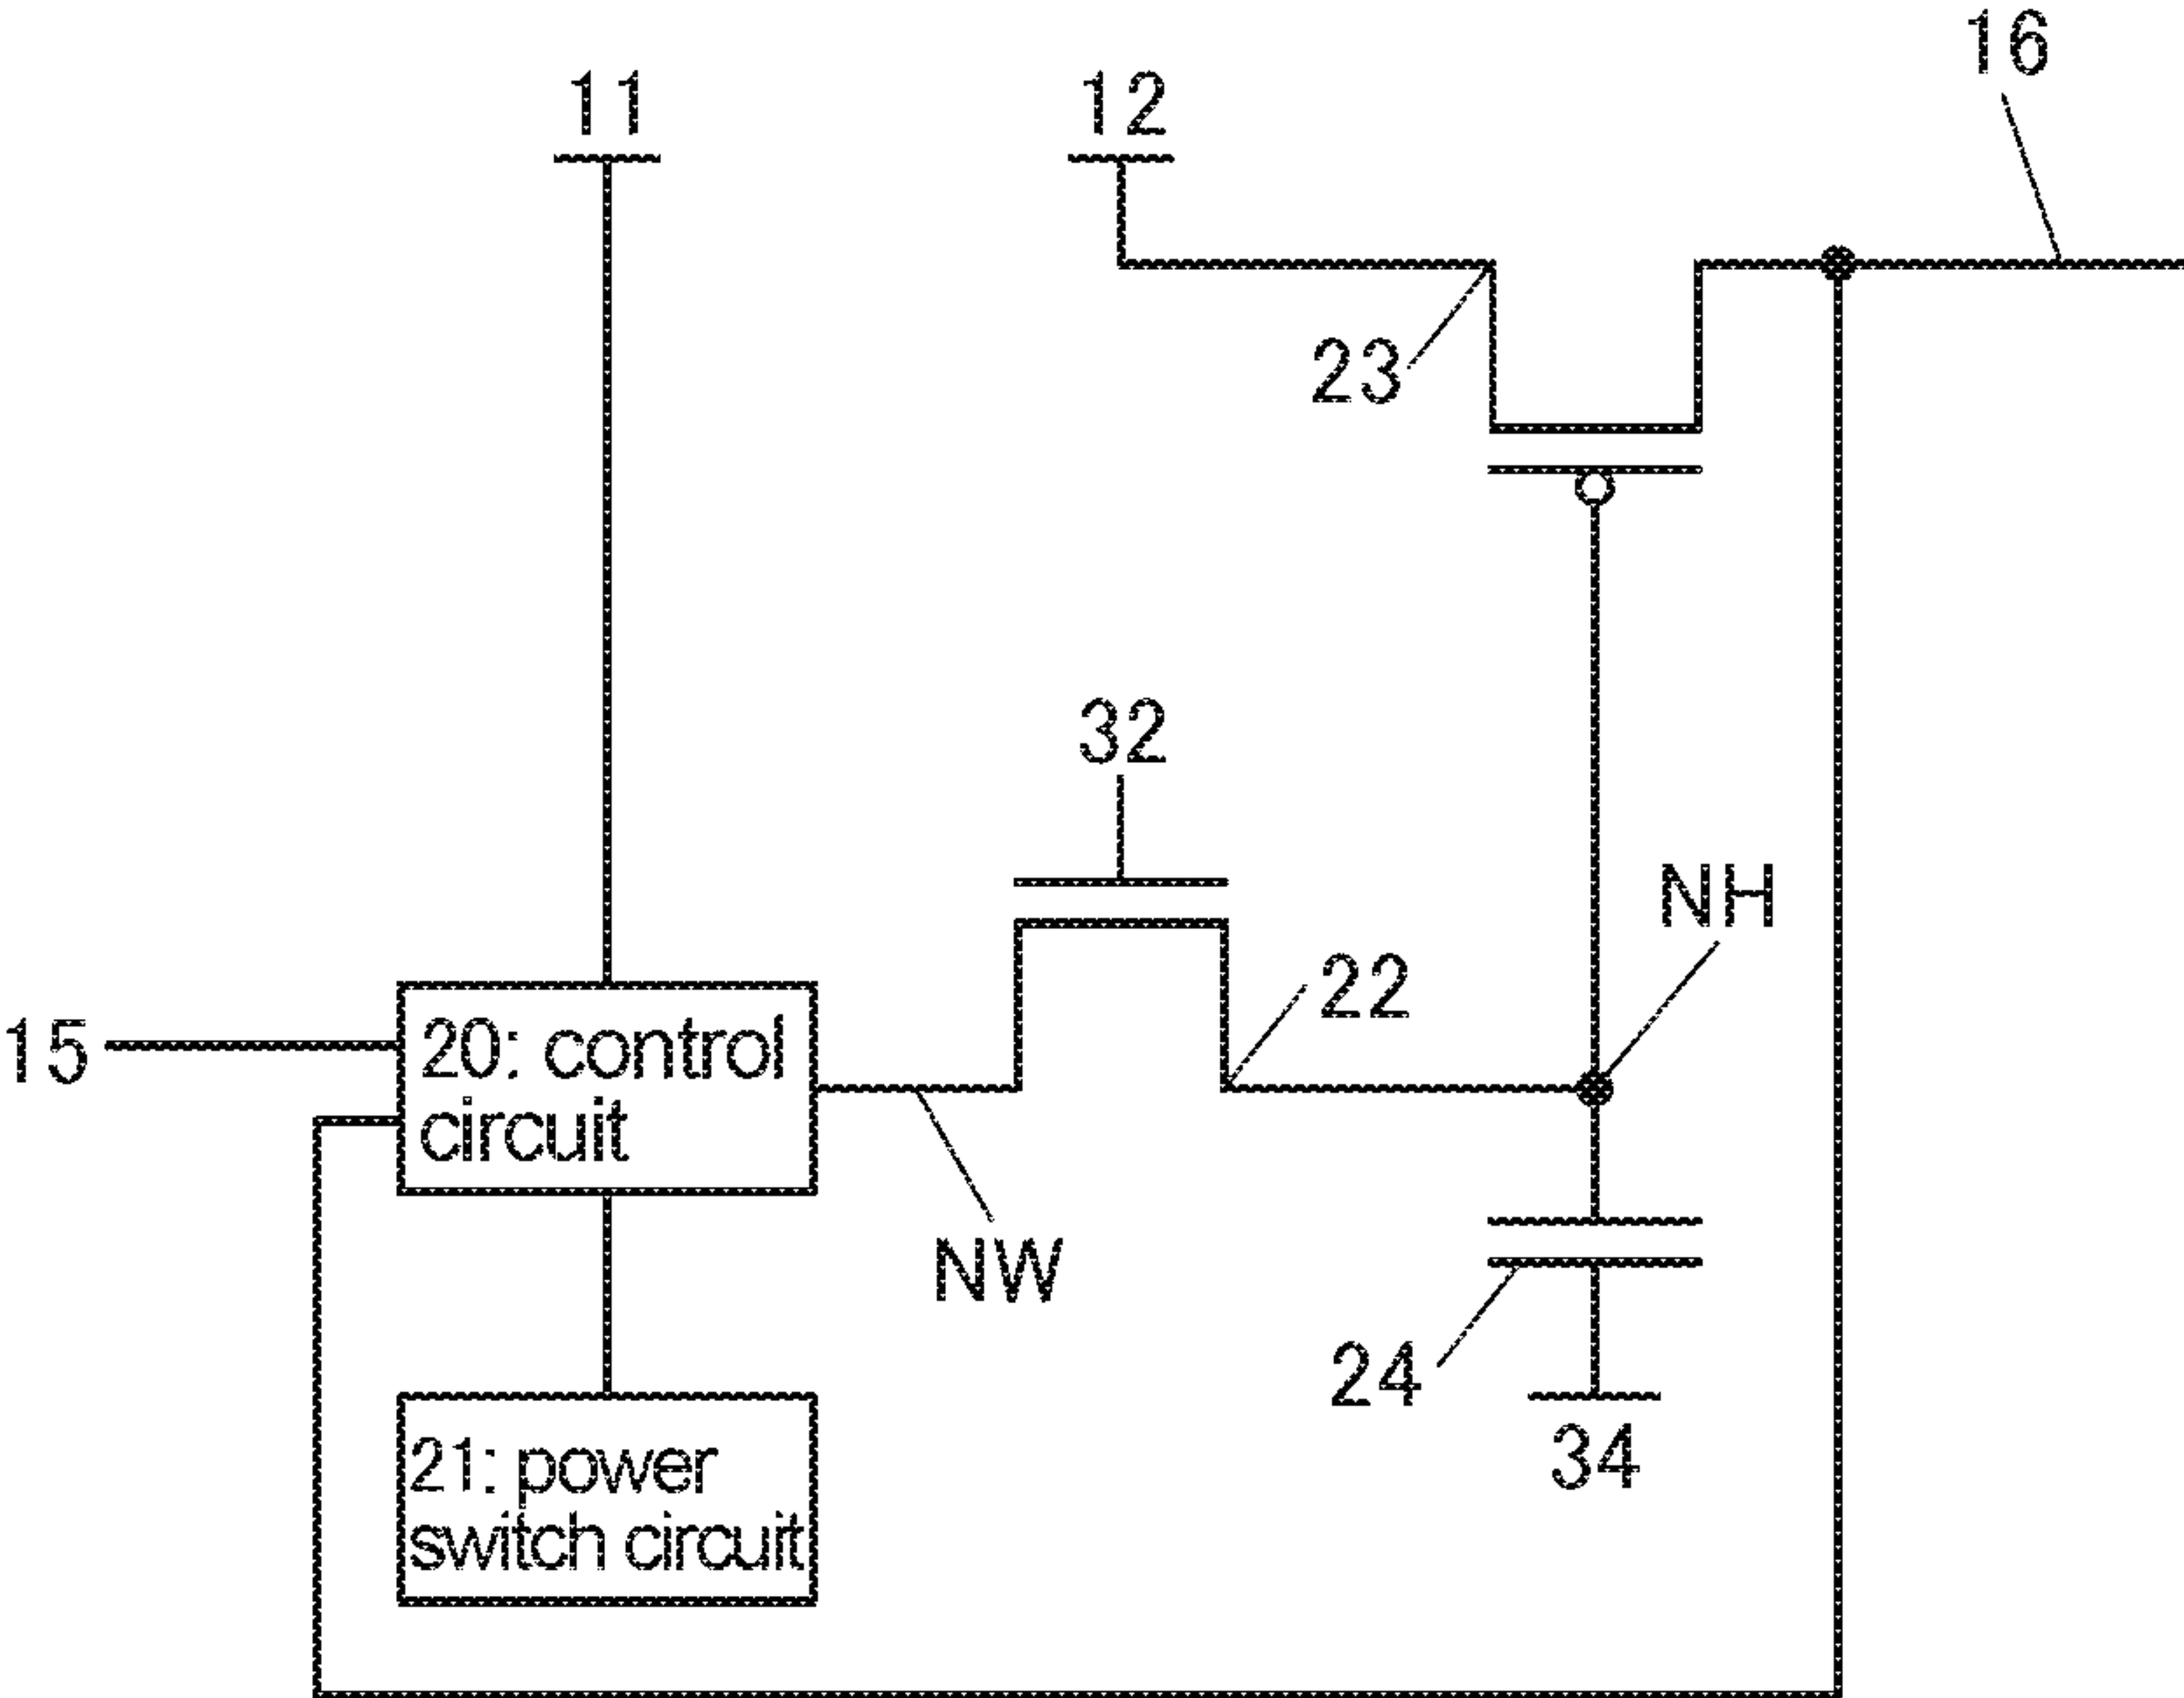 16
11
12
23
32
NH
22
15
20: control
circuit
NW
24
21: power
switch circuit
34